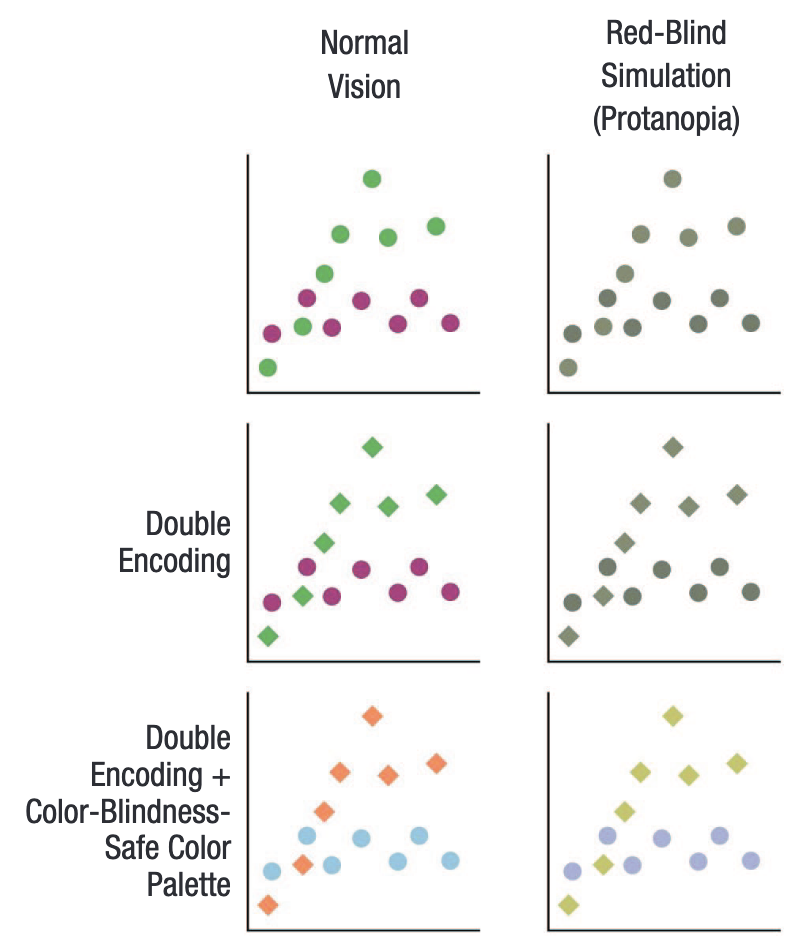 Normal
Vision
Red-Blind
Simulation
(Protanopia)
Double
Encoding
Double
Encoding +
Color-Blindness-
Safe Color
Palette